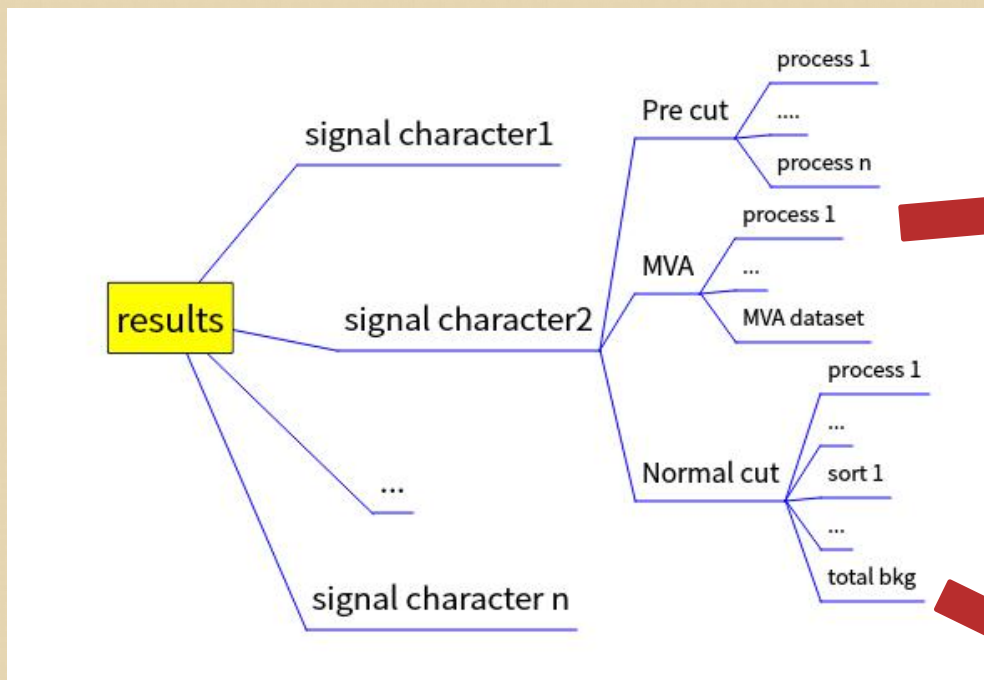 results
signal character1
signal character2
...
signal character n
Pre cut
process 1
....
process n
MVA
process 1
...
MVA dataset
Normal cut
process 1
...
sort 1
...
total bkg